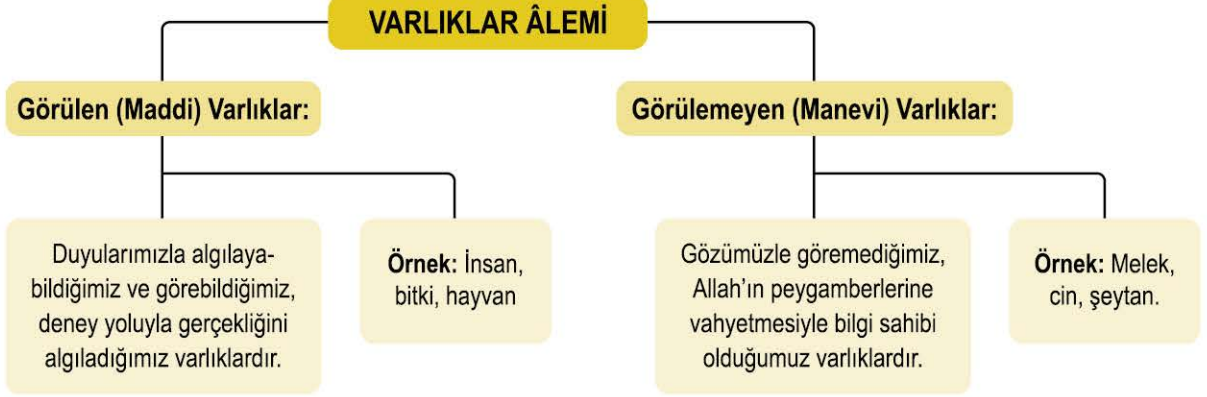 VARLIKLAR ÂLEMİ
Görülen (Maddi) Varlıklar:
Duyularımızla algılaya-
bildiğimiz ve görebildiğimiz,
deney yoluyla gerçekliğini
algıladığımız varlıklardır.
Örnek: İnsan,
bitki, hayvan
Görülemeyen (Manevi) Varlıklar:
Gözümüzle göremediğimiz,
Allah’ın peygamberlerine
vahyetmesiyle bilgi sahibi
olduğumuz varlıklardır.
Örnek: Melek,
cin, şeytan.